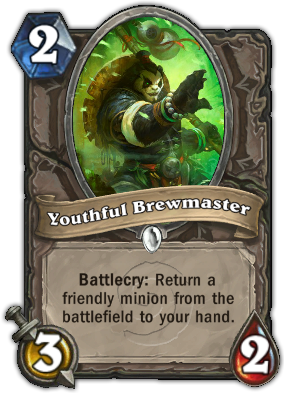 2
Youthful Brewmaster
Battlecry: Return a
friendly minion from the
battlefield to your hand.
3
2